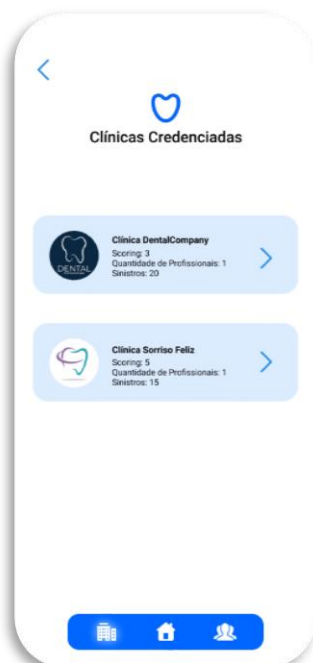 Clínicas Credenciadas
Clínica DentalCompany
Scoring: 3
Quantidade de Profissionais: 1
Sinistros: 20
DENTAL
Clínica Sorriso Feliz
Scoring: 5
Quantidade de Profissionais: 1
Sinistros: 15